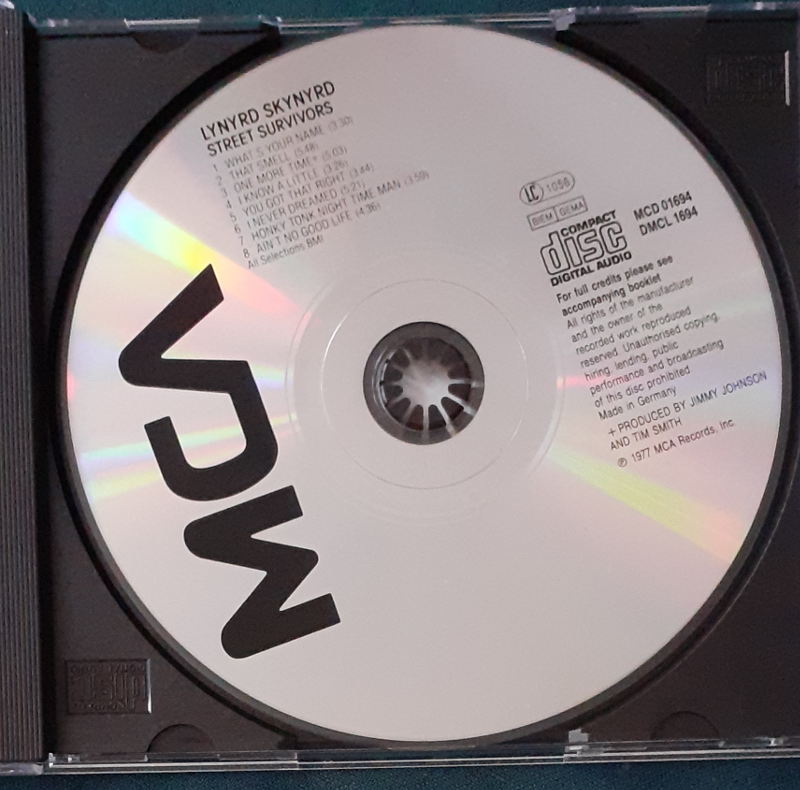 LYNYRD SKYNYRD
STREET SURVIVORS
1 WHAT'S YOUR NAME (3:30)
2 THAT SMELL (5:48)
3 ONE MORE TIME+ (5:03)
4 I KNOW A LITTLE (3:26)
5 YOU GOT THAT RIGHT (3:44)
6 I NEVER DREAMED (5:21)
7 HONKY TONK NIGHT TIME MAN (3:59)
8 AIN'T NO GOOD LIFE (4:36)
All Selections BMI
MCA
LC 1056
BIEM GEMA
COMPACT
disc
DIGITAL AUDIO
MCD 01694
DMCL 1694
For full credits please see
accompanying booklet
All rights of the manufacturer
and the owner of the
recorded work reproduced
reserved. Unauthorised copying,
hiring, lending, public
performance and broadcasting
of this disc prohibited
Made in Germany
+ PRODUCED BY JIMMY JOHNSON
AND TIM SMITH
℗ 1977 MCA Records, Inc.